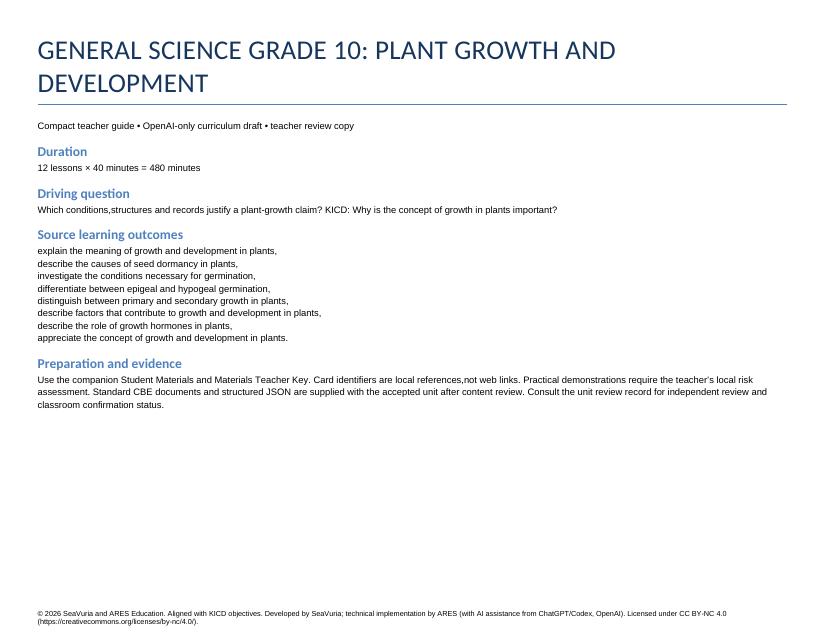 GENERAL SCIENCE GRADE 10: PLANT GROWTH AND
DEVELOPMENT
Compact teacher guide • OpenAI-only curriculum draft • teacher review copy
Duration
12 lessons × 40 minutes = 480 minutes
Driving question
Which conditions,structures and records justify a plant-growth claim? KICD: Why is the concept of growth in plants important?
Source learning outcomes
explain the meaning of growth and development in plants,
describe the causes of seed dormancy in plants,
investigate the conditions necessary for germination,
differentiate between epigeal and hypogeal germination,
distinguish between primary and secondary growth in plants,
describe factors that contribute to growth and development in plants,
describe the role of growth hormones in plants,
appreciate the concept of growth and development in plants.
Preparation and evidence
Use the companion Student Materials and Materials Teacher Key. Card identifiers are local references,not web links. Practical demonstrations require the teacher's local risk
assessment. Standard CBE documents and structured JSON are supplied with the accepted unit after content review. Consult the unit review record for independent review and
classroom confirmation status.
© 2026 SeaVuria and ARES Education. Aligned with KICD objectives. Developed by SeaVuria; technical implementation by ARES (with AI assistance from ChatGPT/Codex, OpenAI). Licensed under CC BY-NC 4.0
(https://creativecommons.org/licenses/by-nc/4.0/).